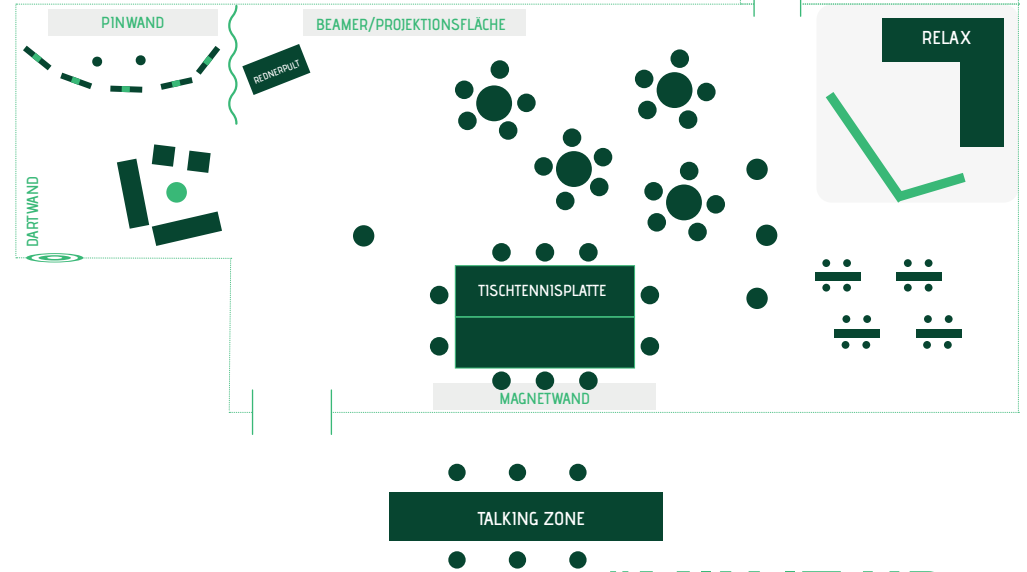 PINWAND
BEAMER/PROJEKTIONSFLÄCHE
RELAX
REDNERPULT
DARTWAND
TISCHTENNISPLATTE
MAGNETWAND
TALKING ZONE